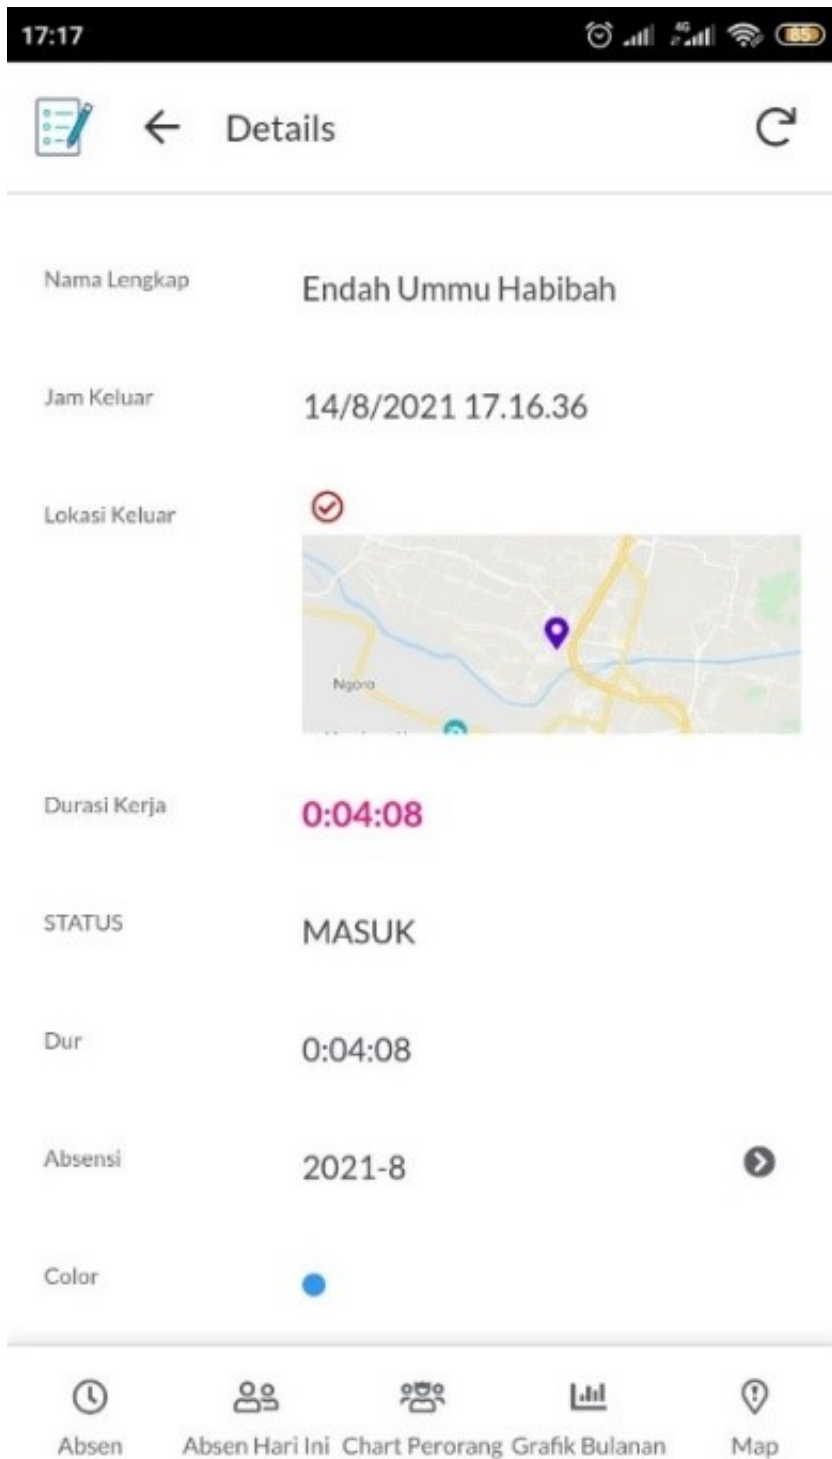 17:17
4G
85
Details
Nama Lengkap
Endah Ummu Habibah
Jam Keluar
14/8/2021 17.16.36
Lokasi Keluar
Ngoro
Durasi Kerja
0:04:08
STATUS
MASUK
Dur
0:04:08
Absensi
2021-8
Color
Absen
Absen Hari Ini
Chart Perorang
Grafik Bulanan
Map